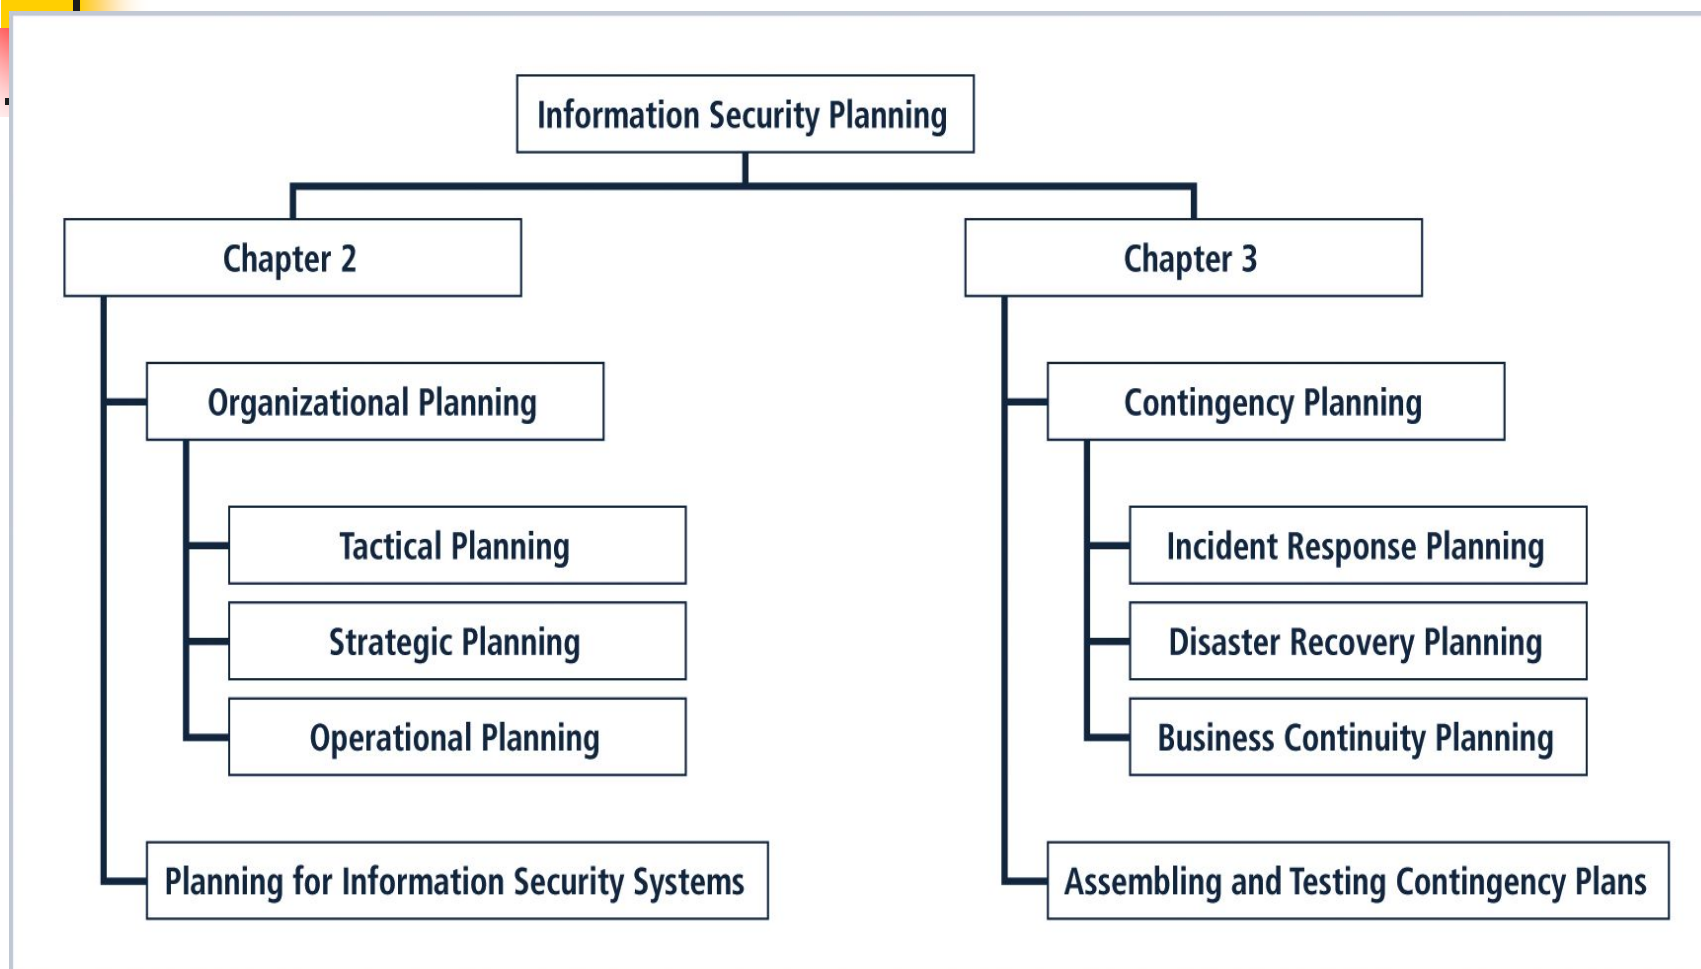 Information Security Planning
Chapter 2
Organizational Planning
Tactical Planning
Strategic Planning
Operational Planning
Planning for Information Security Systems
Chapter 3
Contingency Planning
Incident Response Planning
Disaster Recovery Planning
Business Continuity Planning
Assembling and Testing Contingency Plans